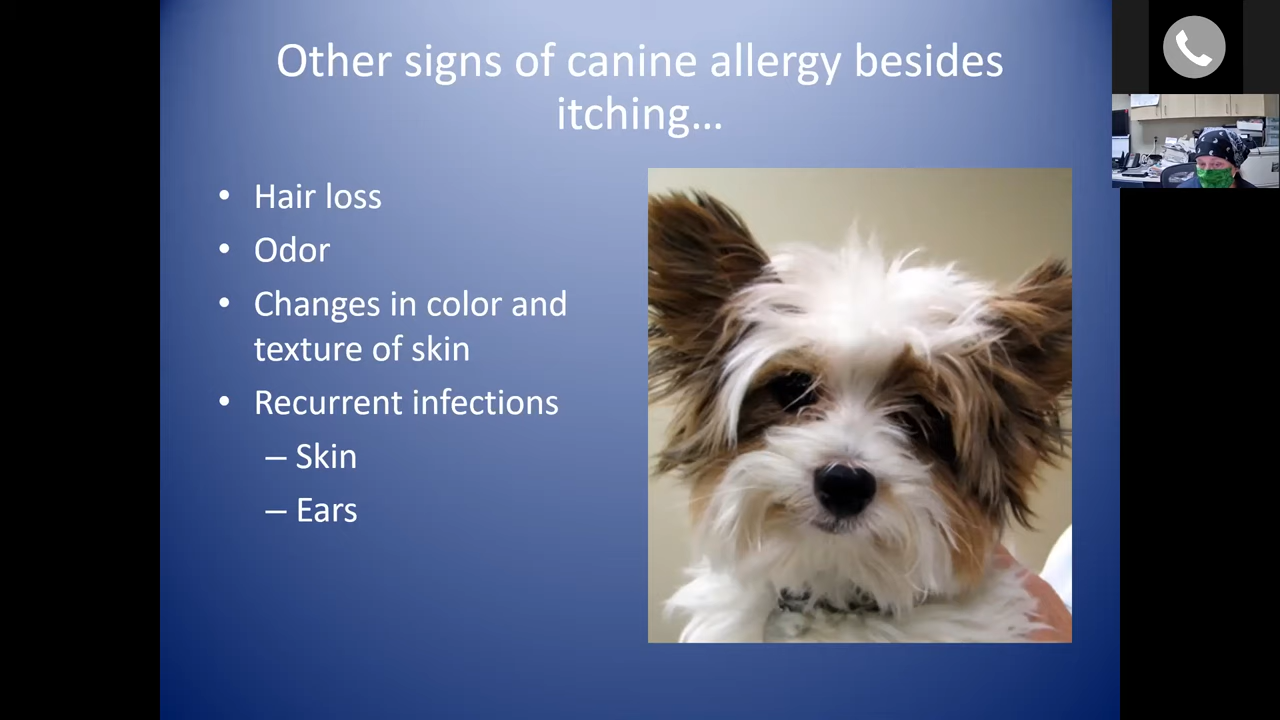 Other signs of canine allergy besides
itching…
• Hair loss
• Odor
• Changes in color and
texture of skin
• Recurrent infections
– Skin
– Ears